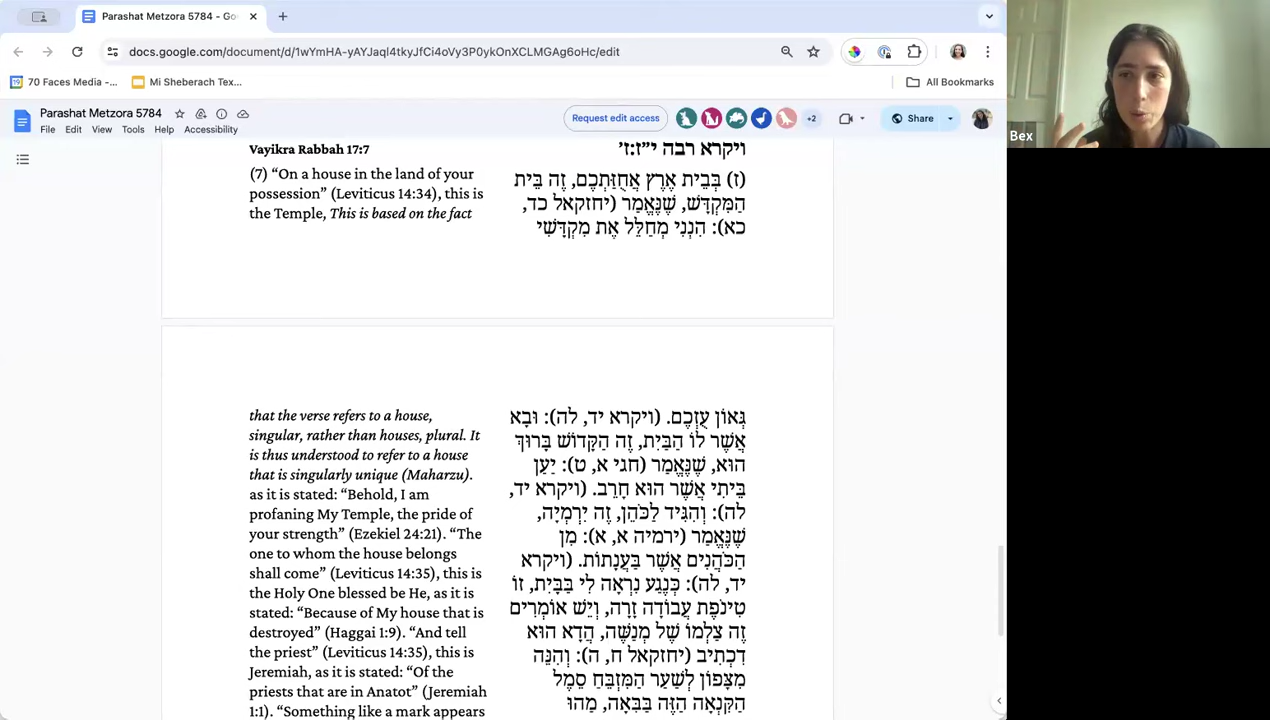 Parashat Metzora 5784 - Go
docs.google.com/document/d/1wYmHA-yAYJaql4tkyJfCi4oVy3P0ykOnXCLMGAg6oHc/edit
70 Faces Media -...
Mi Sheberach Tex...
All Bookmarks
Parashat Metzora 5784
File Edit View Tools Help Accessibility
Request edit access
+2
Share
Bex
Vayikra Rabbah 17:7
(7) “On a house in the land of your
possession” (Leviticus 14:34), this is
the Temple, This is based on the fact
ויקרא רבה י״ז:ז׳
(ז) בְּבֵית אֶרֶץ אֲחֻזַּתְכֶם, זֶה בֵּית
הַמִּקְדָּשׁ, שֶׁנֶּאֱמַר (יחזקאל כד,
כא): הִנְנִי מְחַלֵּל אֶת מִקְדָּשִׁי
that the verse refers to a house,
singular, rather than houses, plural. It
is thus understood to refer to a house
that is singularly unique (Maharzu).
as it is stated: “Behold, I am
profaning My Temple, the pride of
your strength” (Ezekiel 24:21). “The
one to whom the house belongs
shall come” (Leviticus 14:35), this is
the Holy One blessed be He, as it is
stated: “Because of My house that is
destroyed” (Haggai 1:9). “And tell
the priest” (Leviticus 14:35), this is
Jeremiah, as it is stated: “Of the
priests that are in Anatot” (Jeremiah
1:1). “Something like a mark appears
גְּאוֹן עֻזְּכֶם. (ויקרא יד, לה): וּבָא
אֲשֶׁר לוֹ הַבַּיִת, זֶה הַקָּדוֹשׁ בָּרוּךְ
הוּא, שֶׁנֶּאֱמַר (חגי א, ט): יַעַן
בֵּיתִי אֲשֶׁר הוּא חָרֵב. (ויקרא יד,
לה): וְהִגִּיד לַכֹּהֵן, זֶה יִרְמְיָה,
שֶׁנֶּאֱמַר (ירמיה א, א): מִן
הַכֹּהֲנִים אֲשֶׁר בַּעֲנָתוֹת. (ויקרא
יד, לה): כְּנֶגַע נִרְאָה לִי בַּבָּיִת, זוֹ
טִינֹפֶת עֲבוֹדָה זָרָה, וְיֵשׁ אוֹמְרִים
זֶה צַלְמוֹ שֶׁל מְנַשֶּׁה, הֲדָא הוּא
דִכְתִיב (יחזקאל ח, ה): וְהִנֵּה
מִצָּפוֹן לְשַׁעַר הַמִּזְבֵּחַ סֵמֶל
הַקִּנְאָה הַזֶּה בַּבִּאָה, מַהוּ